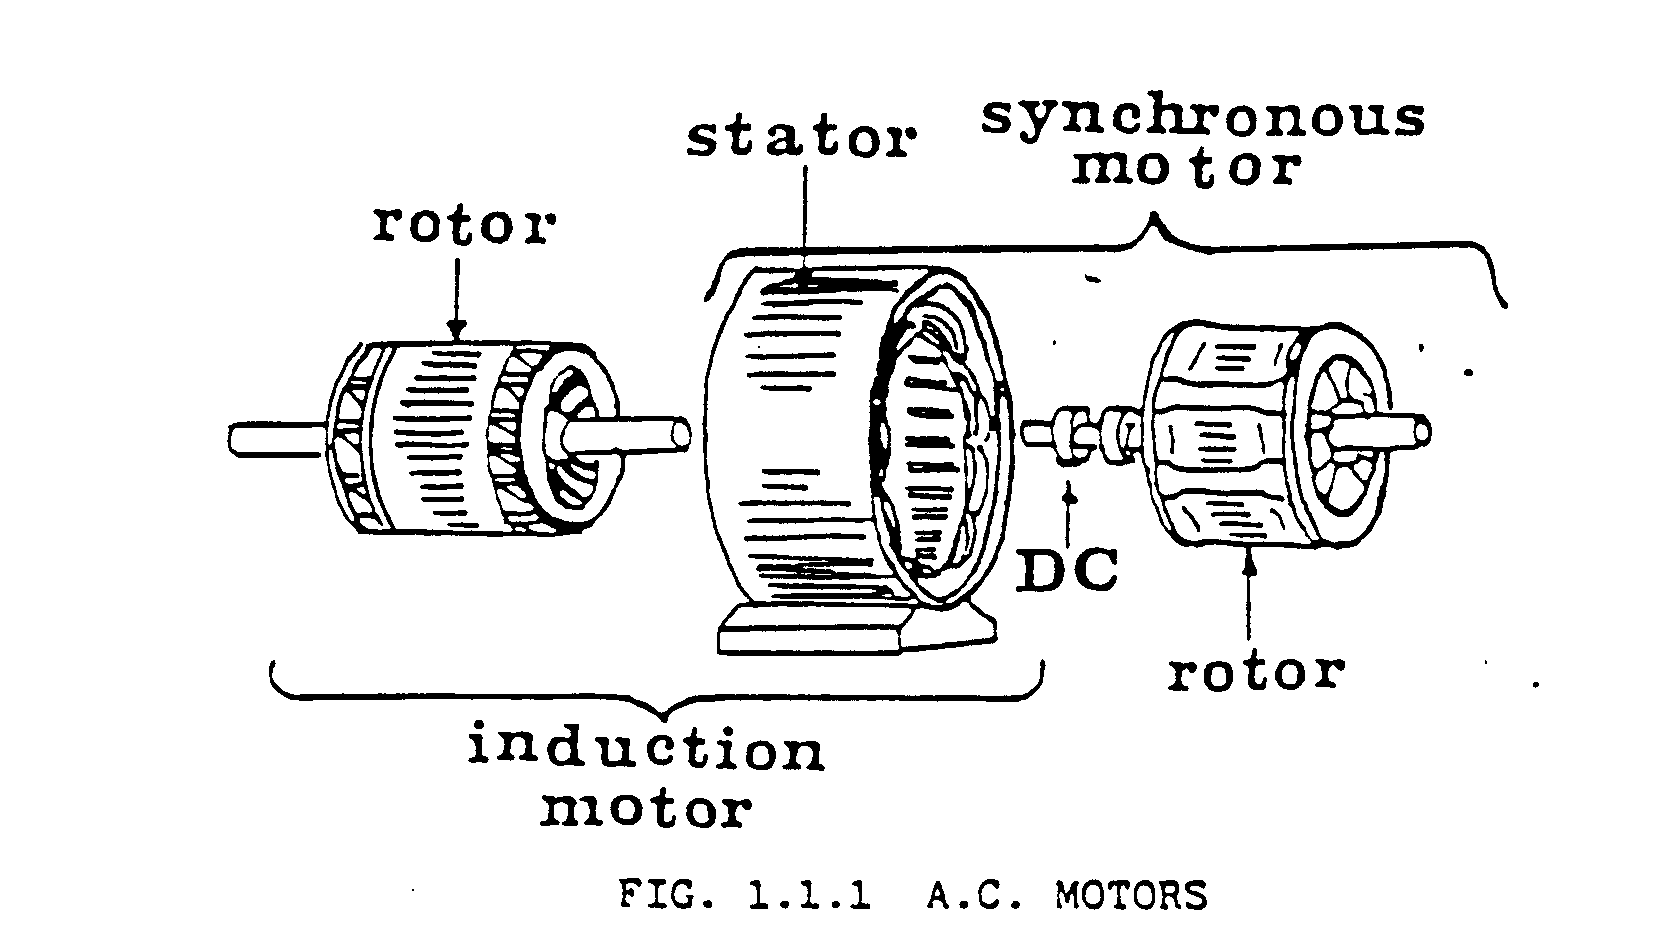 synchronous
motor
stator
rotor
DC
rotor
induction
motor
FIG. 1.1.1 A.C. MOTORS